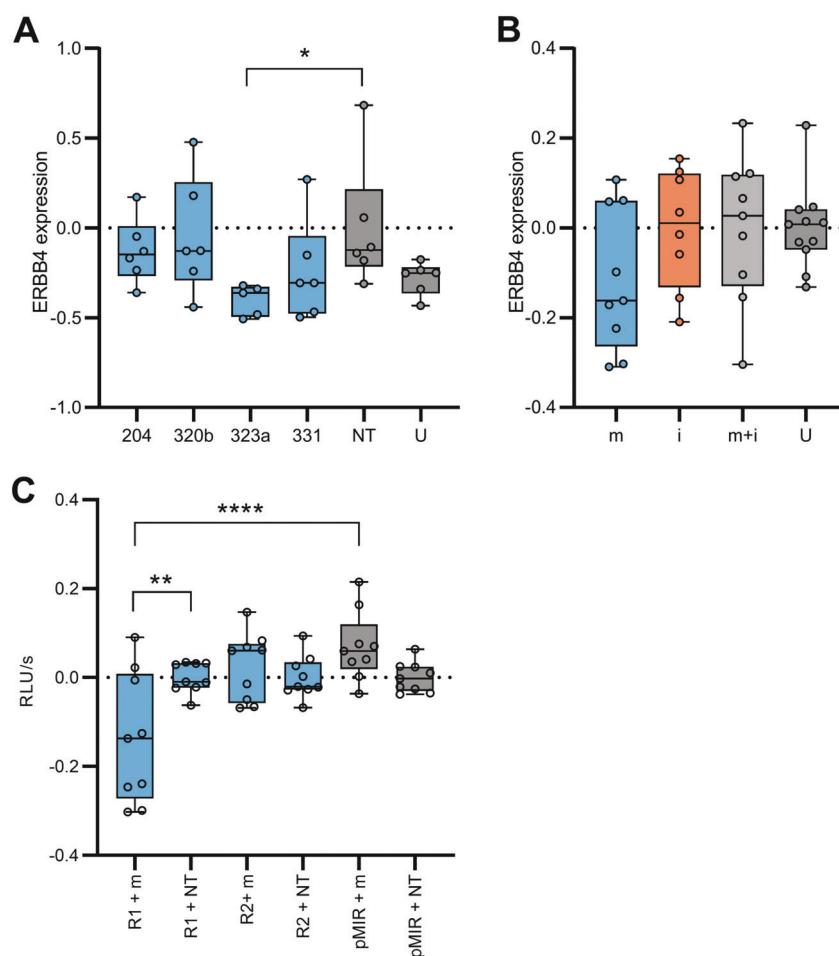 A
B
*
1.0
0.5
0.0
-0.5
-1.0
ERBB4 expression
204 320b 323a 331 NT U
0.4
0.2
0.0
-0.2
-0.4
ERBB4 expression
m i m+i U
C
****
**
0.4
0.2
0.0
-0.2
-0.4
RLU/s
R1 + m
R1 + NT
R2+ m
R2 + NT
pMIR + m
pMIR + NT